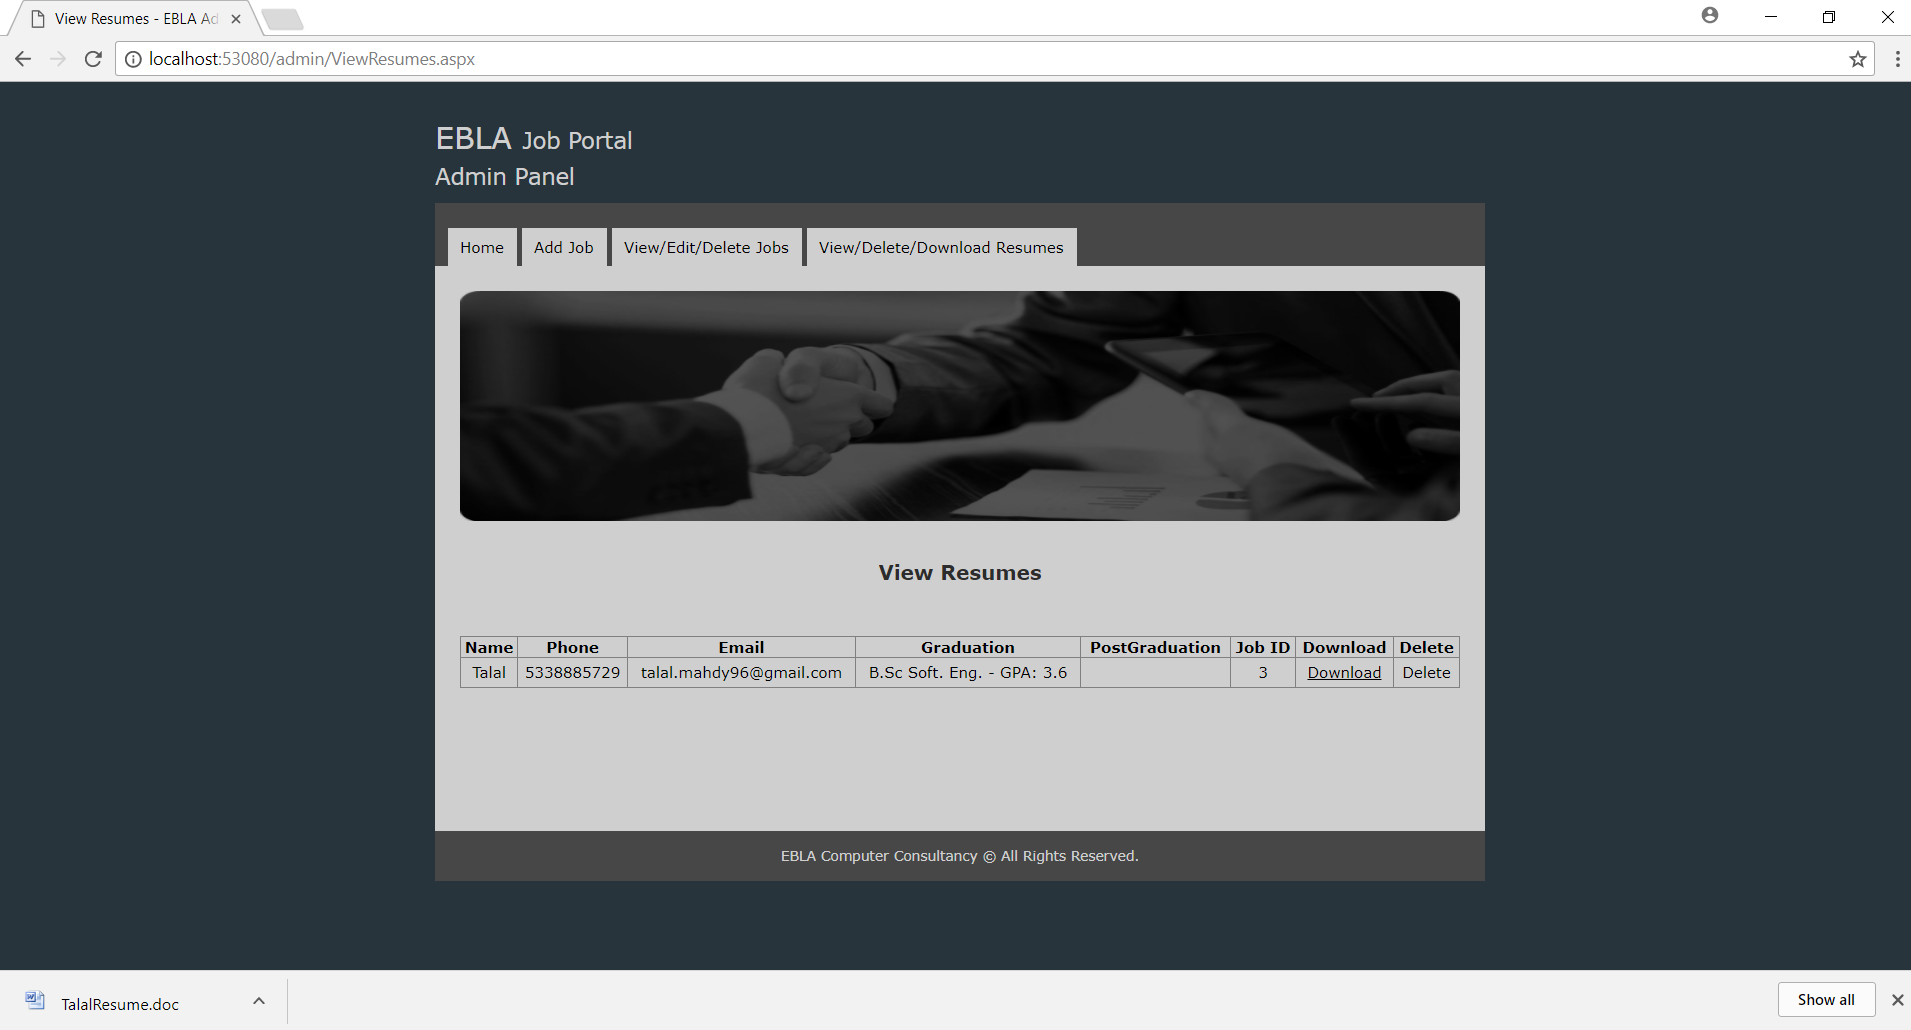 View Resumes - EBLA Ad
localhost:53080/admin/ViewResumes.aspx
EBLA Job Portal
Admin Panel
Home Add Job View/Edit/Delete Jobs View/Delete/Download Resumes
View Resumes
Name Phone Email Graduation PostGraduation Job ID Download Delete
Talal 5338885729 talal.mahdy96@gmail.com B.Sc Soft. Eng. - GPA: 3.6 3 Download Delete
EBLA Computer Consultancy © All Rights Reserved.
TalalResume.doc Show all